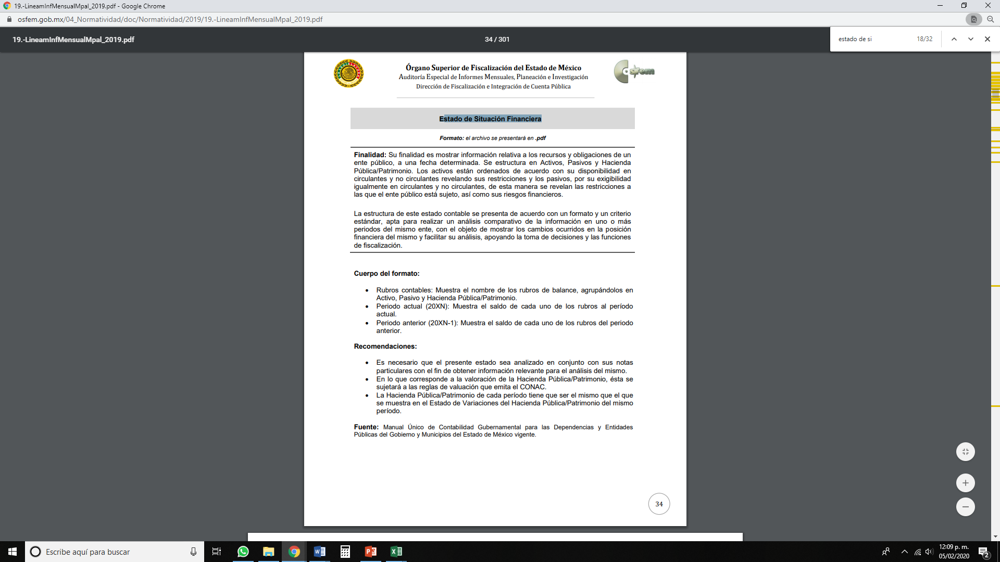 19.-LineamInfMensualMpal_2019.pdf - Google Chrome
osfem.gob.mx/04_Normatividad/doc/Normatividad/2019/19.-LineamInfMensualMpal_2019.pdf
19.-LineamInfMensualMpal_2019.pdf
34 / 301
estado de si
18/32
Órgano Superior de Fiscalización del Estado de México
Auditoría Especial de Informes Mensuales, Planeación e Investigación
Dirección de Fiscalización e Integración de Cuenta Pública
osfem
Estado de Situación Financiera
Formato: el archivo se presentará en .pdf
Finalidad: Su finalidad es mostrar información relativa a los recursos y obligaciones de un
ente público, a una fecha determinada. Se estructura en Activos, Pasivos y Hacienda
Pública/Patrimonio. Los activos están ordenados de acuerdo con su disponibilidad en
circulantes y no circulantes revelando sus restricciones y los pasivos, por su exigibilidad
igualmente en circulantes y no circulantes, de esta manera se revelan las restricciones a
las que el ente público está sujeto, así como sus riesgos financieros.
La estructura de este estado contable se presenta de acuerdo con un formato y un criterio
estándar, apta para realizar un análisis comparativo de la información en uno o más
periodos del mismo ente, con el objeto de mostrar los cambios ocurridos en la posición
financiera del mismo y facilitar su análisis, apoyando la toma de decisiones y las funciones
de fiscalización.
Cuerpo del formato:
• Rubros contables: Muestra el nombre de los rubros de balance, agrupándolos en
Activo, Pasivo y Hacienda Pública/Patrimonio.
• Periodo actual (20XN): Muestra el saldo de cada uno de los rubros al período
actual.
• Periodo anterior (20XN-1): Muestra el saldo de cada uno de los rubros del periodo
anterior.
Recomendaciones:
• Es necesario que el presente estado sea analizado en conjunto con sus notas
particulares con el fin de obtener información relevante para el análisis del mismo.
• En lo que corresponde a la valoración de la Hacienda Pública/Patrimonio, ésta se
sujetará a las reglas de valuación que emita el CONAC.
• La Hacienda Pública/Patrimonio de cada período tiene que ser el mismo que el que
se muestra en el Estado de Variaciones del Hacienda Pública/Patrimonio del mismo
período.
Fuente: Manual Único de Contabilidad Gubernamental para las Dependencias y Entidades
Públicas del Gobierno y Municipios del Estado de México vigente.
34
Escribe aquí para buscar
12:09 p. m.
05/02/2020
2